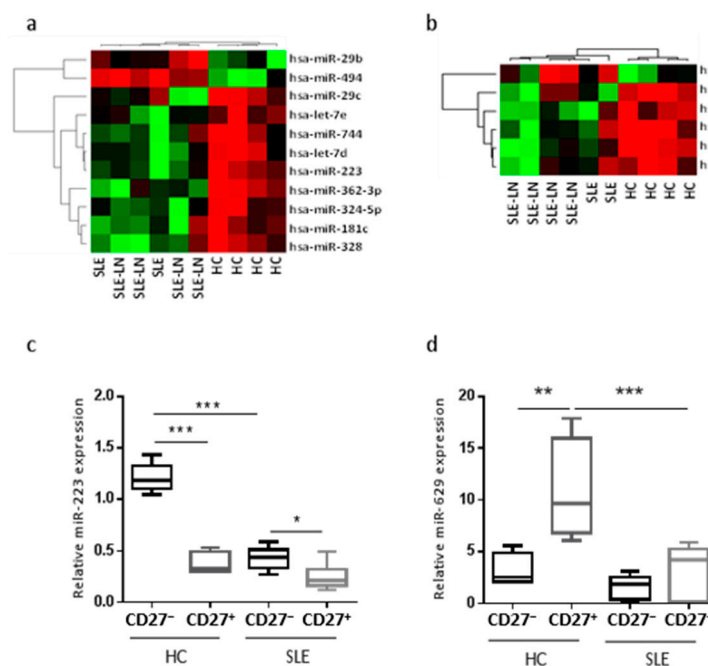 a
hsa-miR-29b
hsa-miR-494
hsa-miR-29c
hsa-let-7e
hsa-miR-744
hsa-let-7d
hsa-miR-223
hsa-miR-362-3p
hsa-miR-324-5p
hsa-miR-181c
hsa-miR-328
SLE
SLE-LN
SLE-LN
SLE
SLE-LN
SLE-LN
HC
HC
HC
HC
b
h
h
h
h
h
h
SLE-LN
SLE-LN
SLE-LN
SLE-LN
SLE
SLE
HC
HC
HC
HC
c
Relative miR-223 expression
2.0
1.5
1.0
0.5
0.0
***
***
*
CD27⁻ CD27⁺ CD27⁻ CD27⁺
HC SLE
d
Relative miR-629 expression
20
15
10
5
0
** ***
CD27⁻ CD27⁺ CD27⁻ CD27⁺
HC SLE